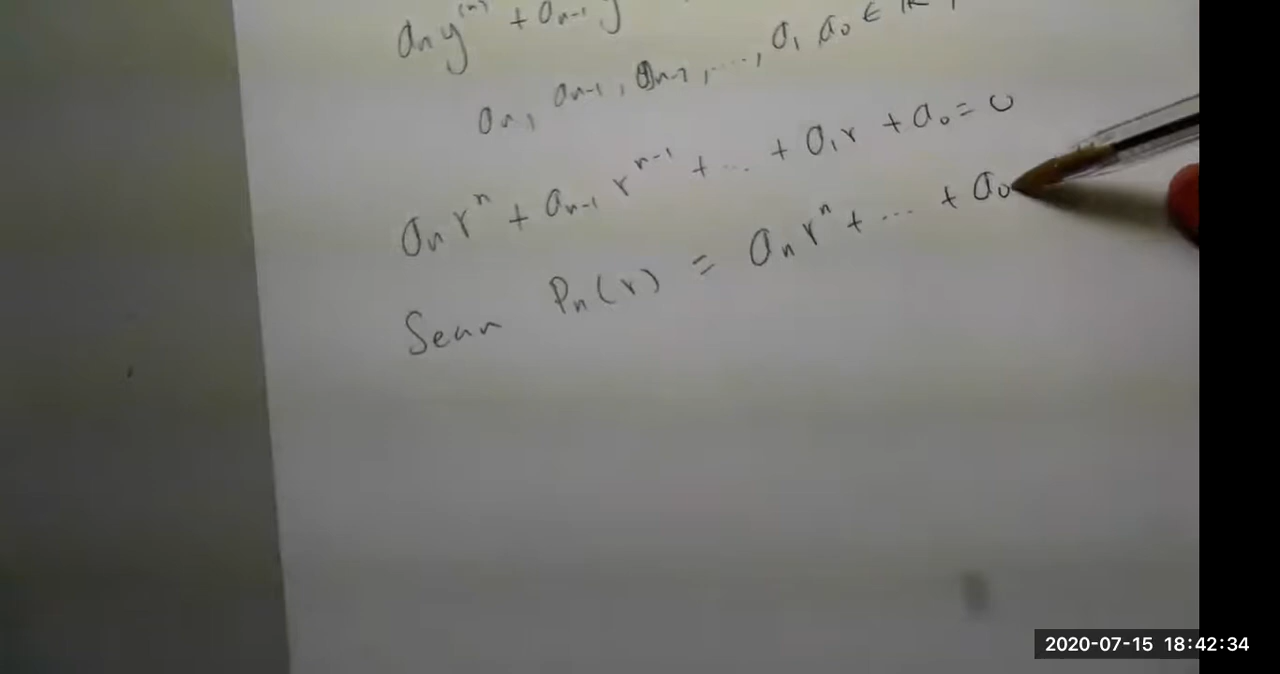 aₙy⁽ⁿ⁾ + aₙ₋₁y
aₙ, aₙ₋₁, aₙ₋₂, ..., a₁ a₀ ∈ ℝ,
aₙrⁿ + aₙ₋₁rⁿ⁻¹ + ... + a₁r + a₀ = 0
Sean Pₙ(r) = aₙrⁿ + ... + a₀
2020-07-15 18:42:34